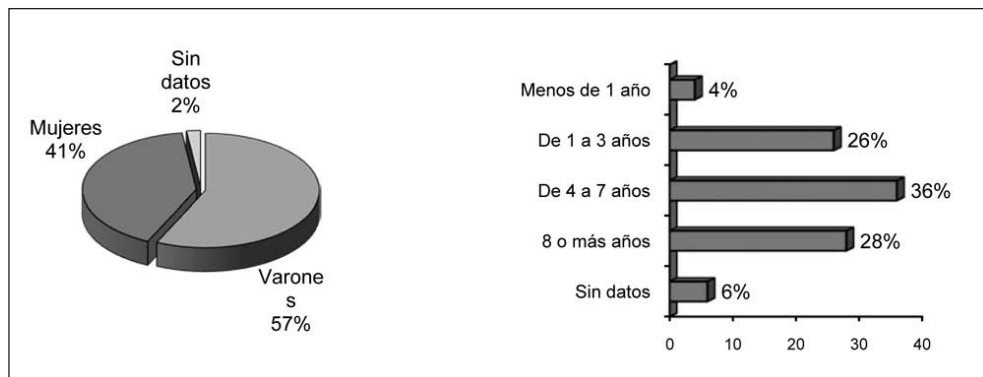 Sin
datos
2%
Mujeres
41%
Varone
s
57%
Menos de 1 año
4%
De 1 a 3 años
26%
De 4 a 7 años
36%
8 o más años
28%
Sin datos
6%
0 10 20 30 40